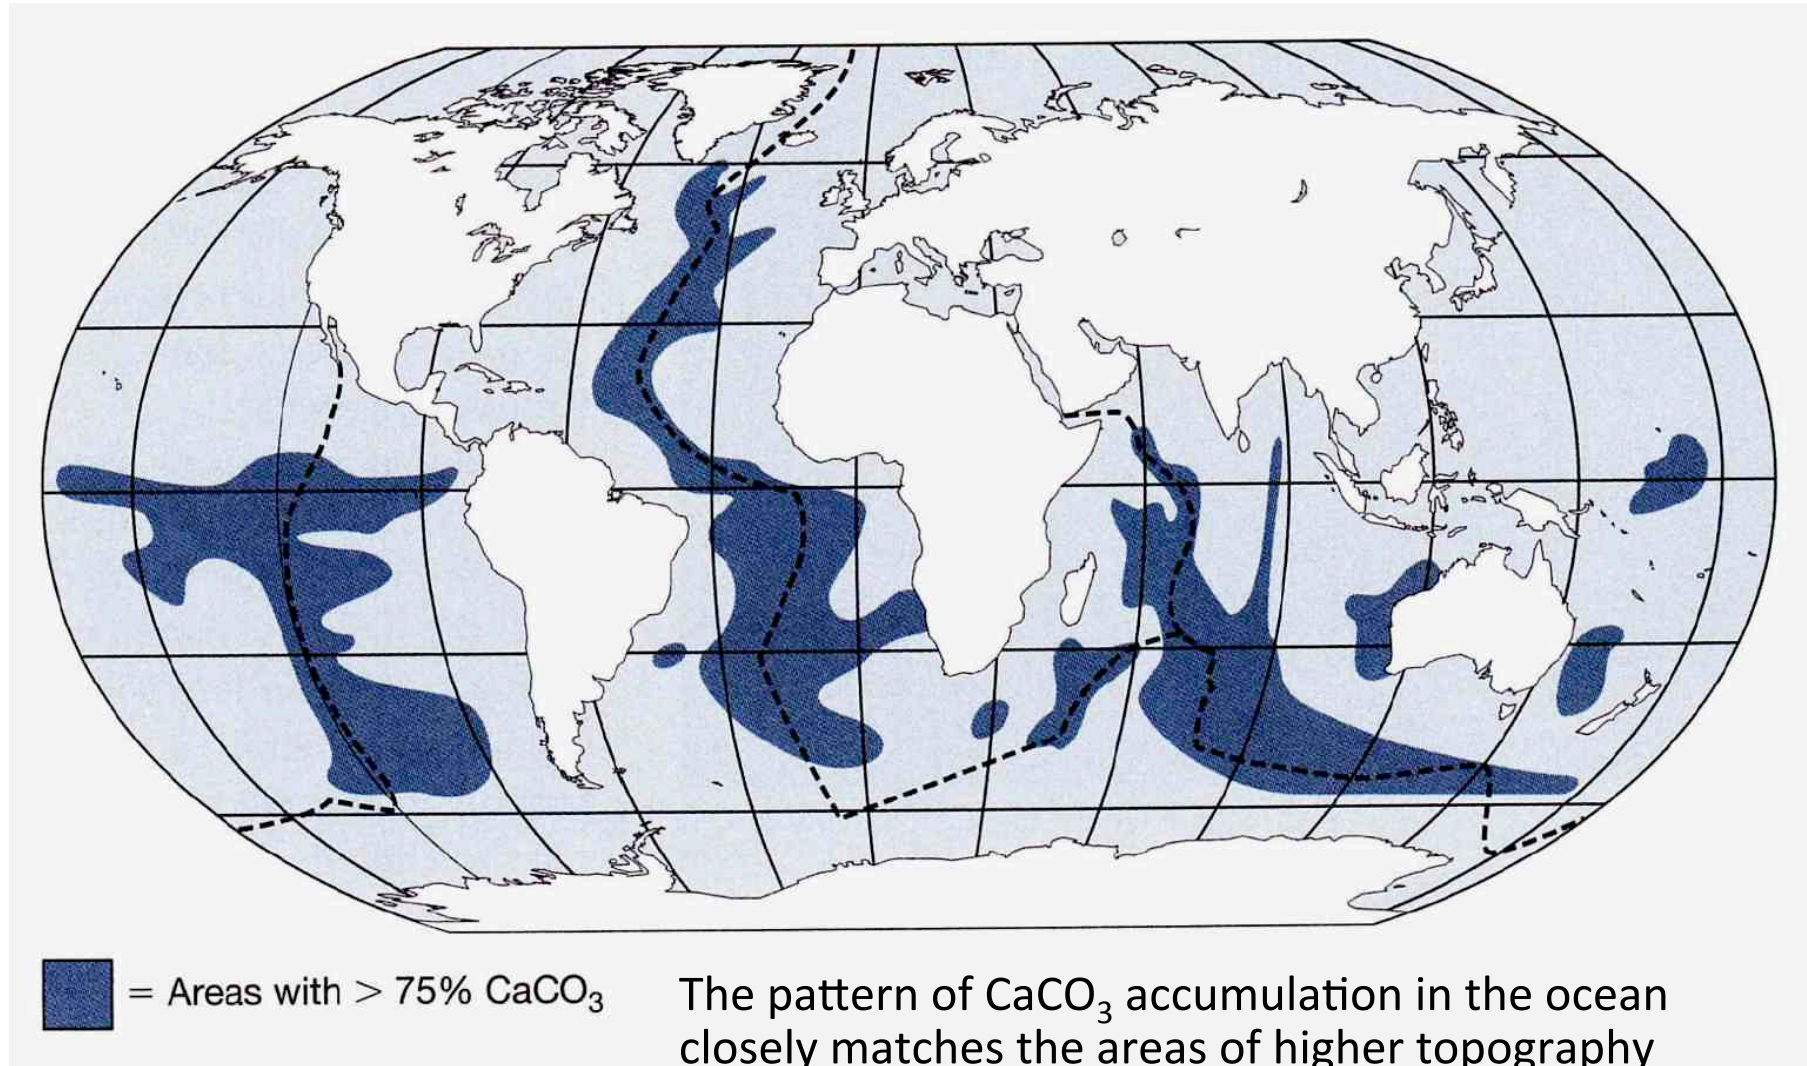 = Areas with > 75% CaCO₃
The pattern of CaCO₃ accumulation in the ocean
closely matches the areas of higher topography